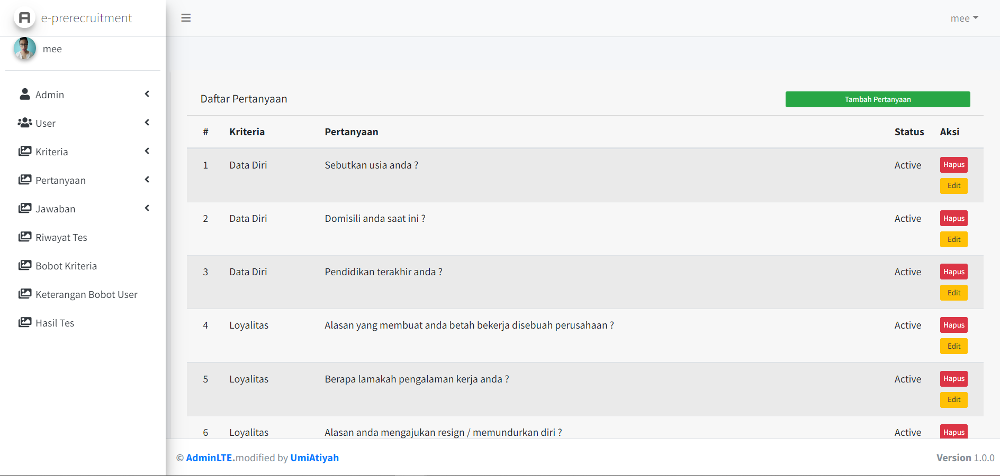 e-prerecruitment
mee
mee
Admin
User
Kriteria
Pertanyaan
Jawaban
Riwayat Tes
Bobot Kriteria
Keterangan Bobot User
Hasil Tes
Daftar Pertanyaan
Tambah Pertanyaan
# Kriteria Pertanyaan Status Aksi
1 Data Diri Sebutkan usia anda ? Active Hapus
Edit
2 Data Diri Domisili anda saat ini ? Active Hapus
Edit
3 Data Diri Pendidikan terakhir anda ? Active Hapus
Edit
4 Loyalitas Alasan yang membuat anda betah bekerja disebuah perusahaan ? Active Hapus
Edit
5 Loyalitas Berapa lamakah pengalaman kerja anda ? Active Hapus
Edit
6 Loyalitas Alasan anda mengajukan resign / memundurkan diri ? Active Hapus
© AdminLTE.modified by UmiAtiyah
Version 1.0.0